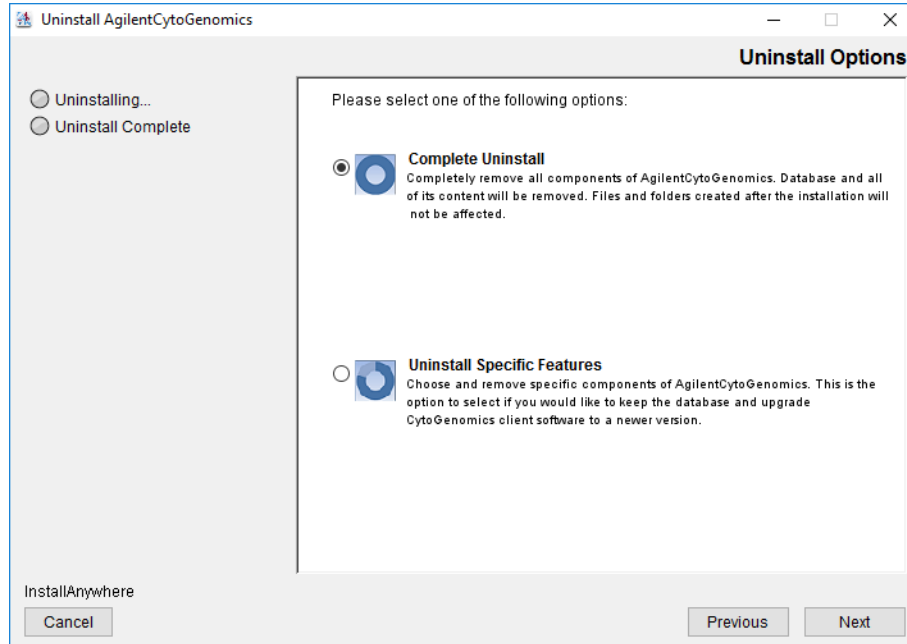 Uninstall AgilentCytoGenomics
Uninstall Options
Uninstalling...
Uninstall Complete
Please select one of the following options:
Complete Uninstall
Completely remove all components of AgilentCytoGenomics. Database and all
of its content will be removed. Files and folders created after the installation will
not be affected.
Uninstall Specific Features
Choose and remove specific components of AgilentCytoGenomics. This is the
option to select if you would like to keep the database and upgrade
CytoGenomics client software to a newer version.
InstallAnywhere
Cancel
Previous
Next